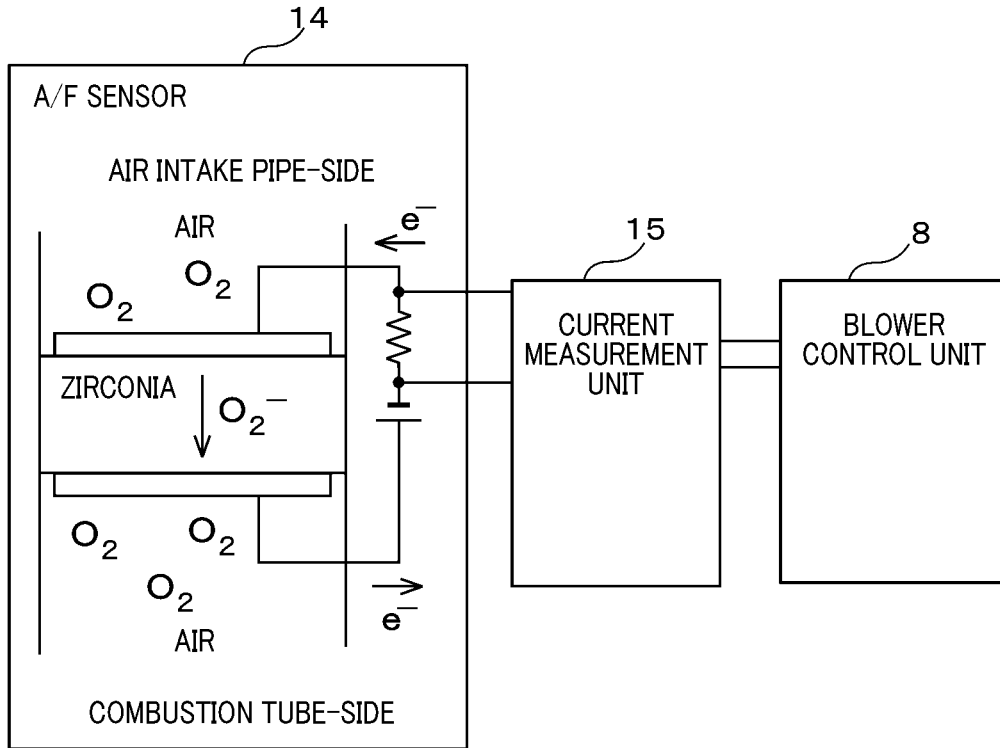 14
A/F SENSOR
AIR INTAKE PIPE-SIDE
AIR
e⁻
O₂
O₂
ZIRCONIA
O₂⁻
O₂
O₂
O₂
e⁻
AIR
COMBUSTION TUBE-SIDE
15
CURRENT
MEASUREMENT
UNIT
8
BLOWER
CONTROL UNIT